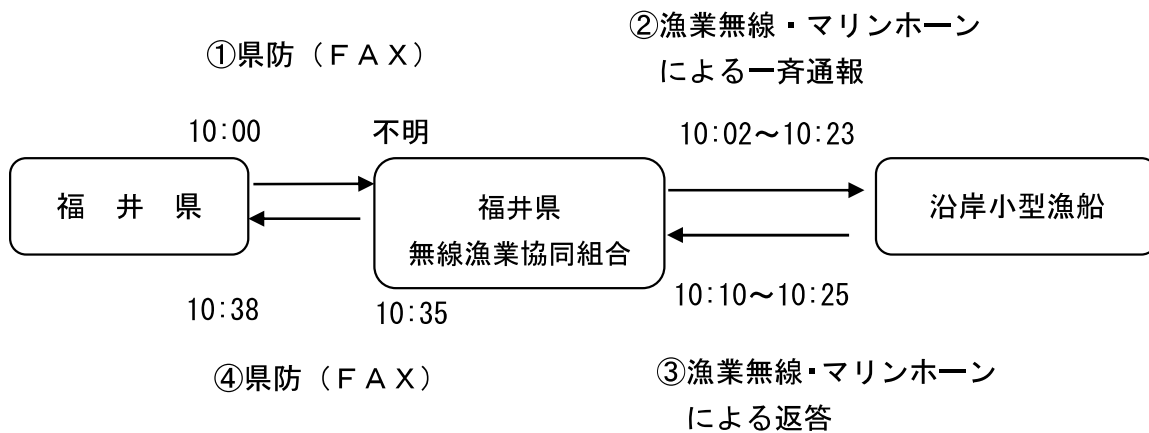 ①県防（ＦＡＸ）
②漁業無線・マリンホーン
による一斉通報
10:00
不明
10:02～10:23
福　井　県
福井県
無線漁業協同組合
沿岸小型漁船
10:38
10:35
10:10～10:25
④県防（ＦＡＸ）
③漁業無線・マリンホーン
による返答